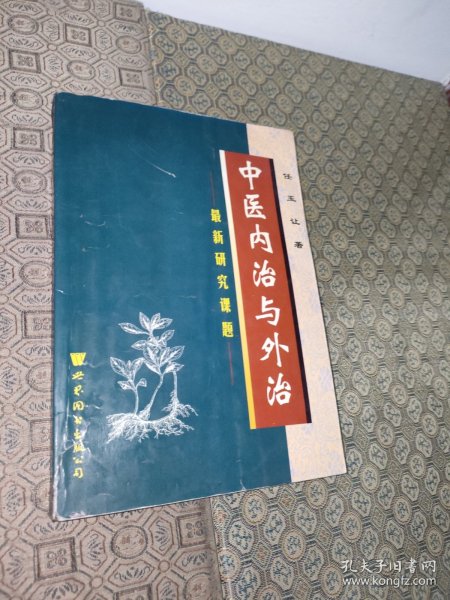 中医内治与外治
最新研究课题
任玉让 著
世界图书出版公司
孔夫子旧书网
www.kongfz.com